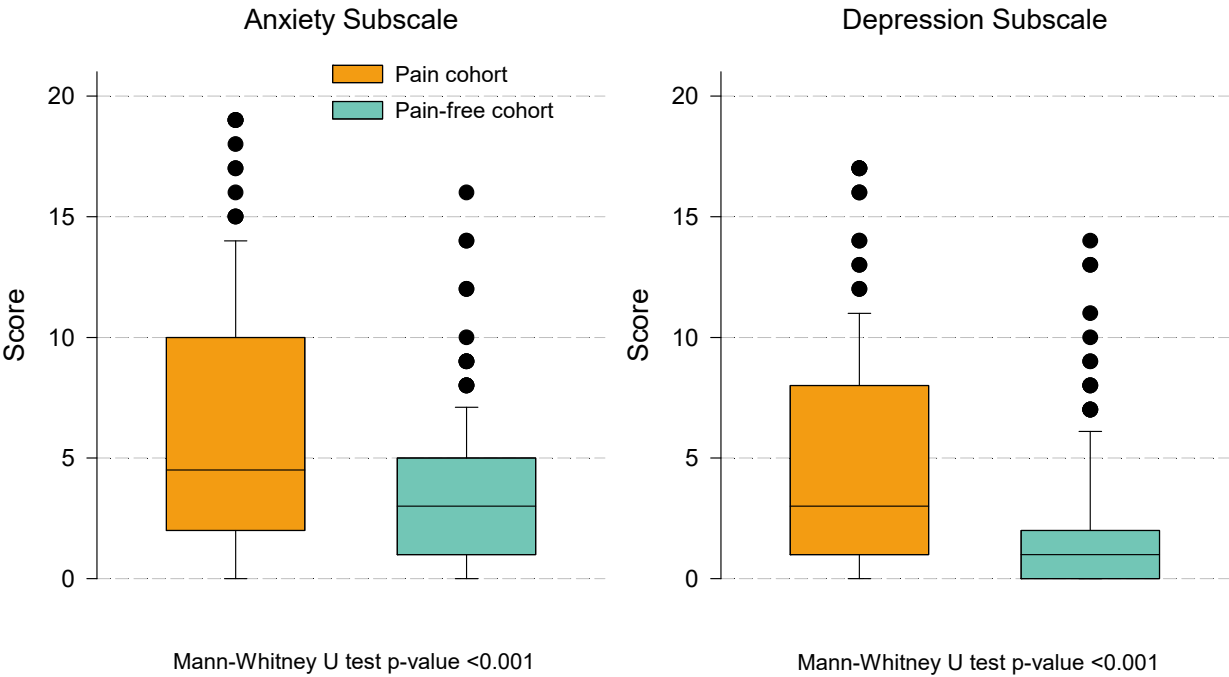 Anxiety Subscale
Pain cohort
Pain-free cohort
Score
20
15
10
5
0
Mann-Whitney U test p-value <0.001
Depression Subscale
Score
20
15
10
5
0
Mann-Whitney U test p-value <0.001